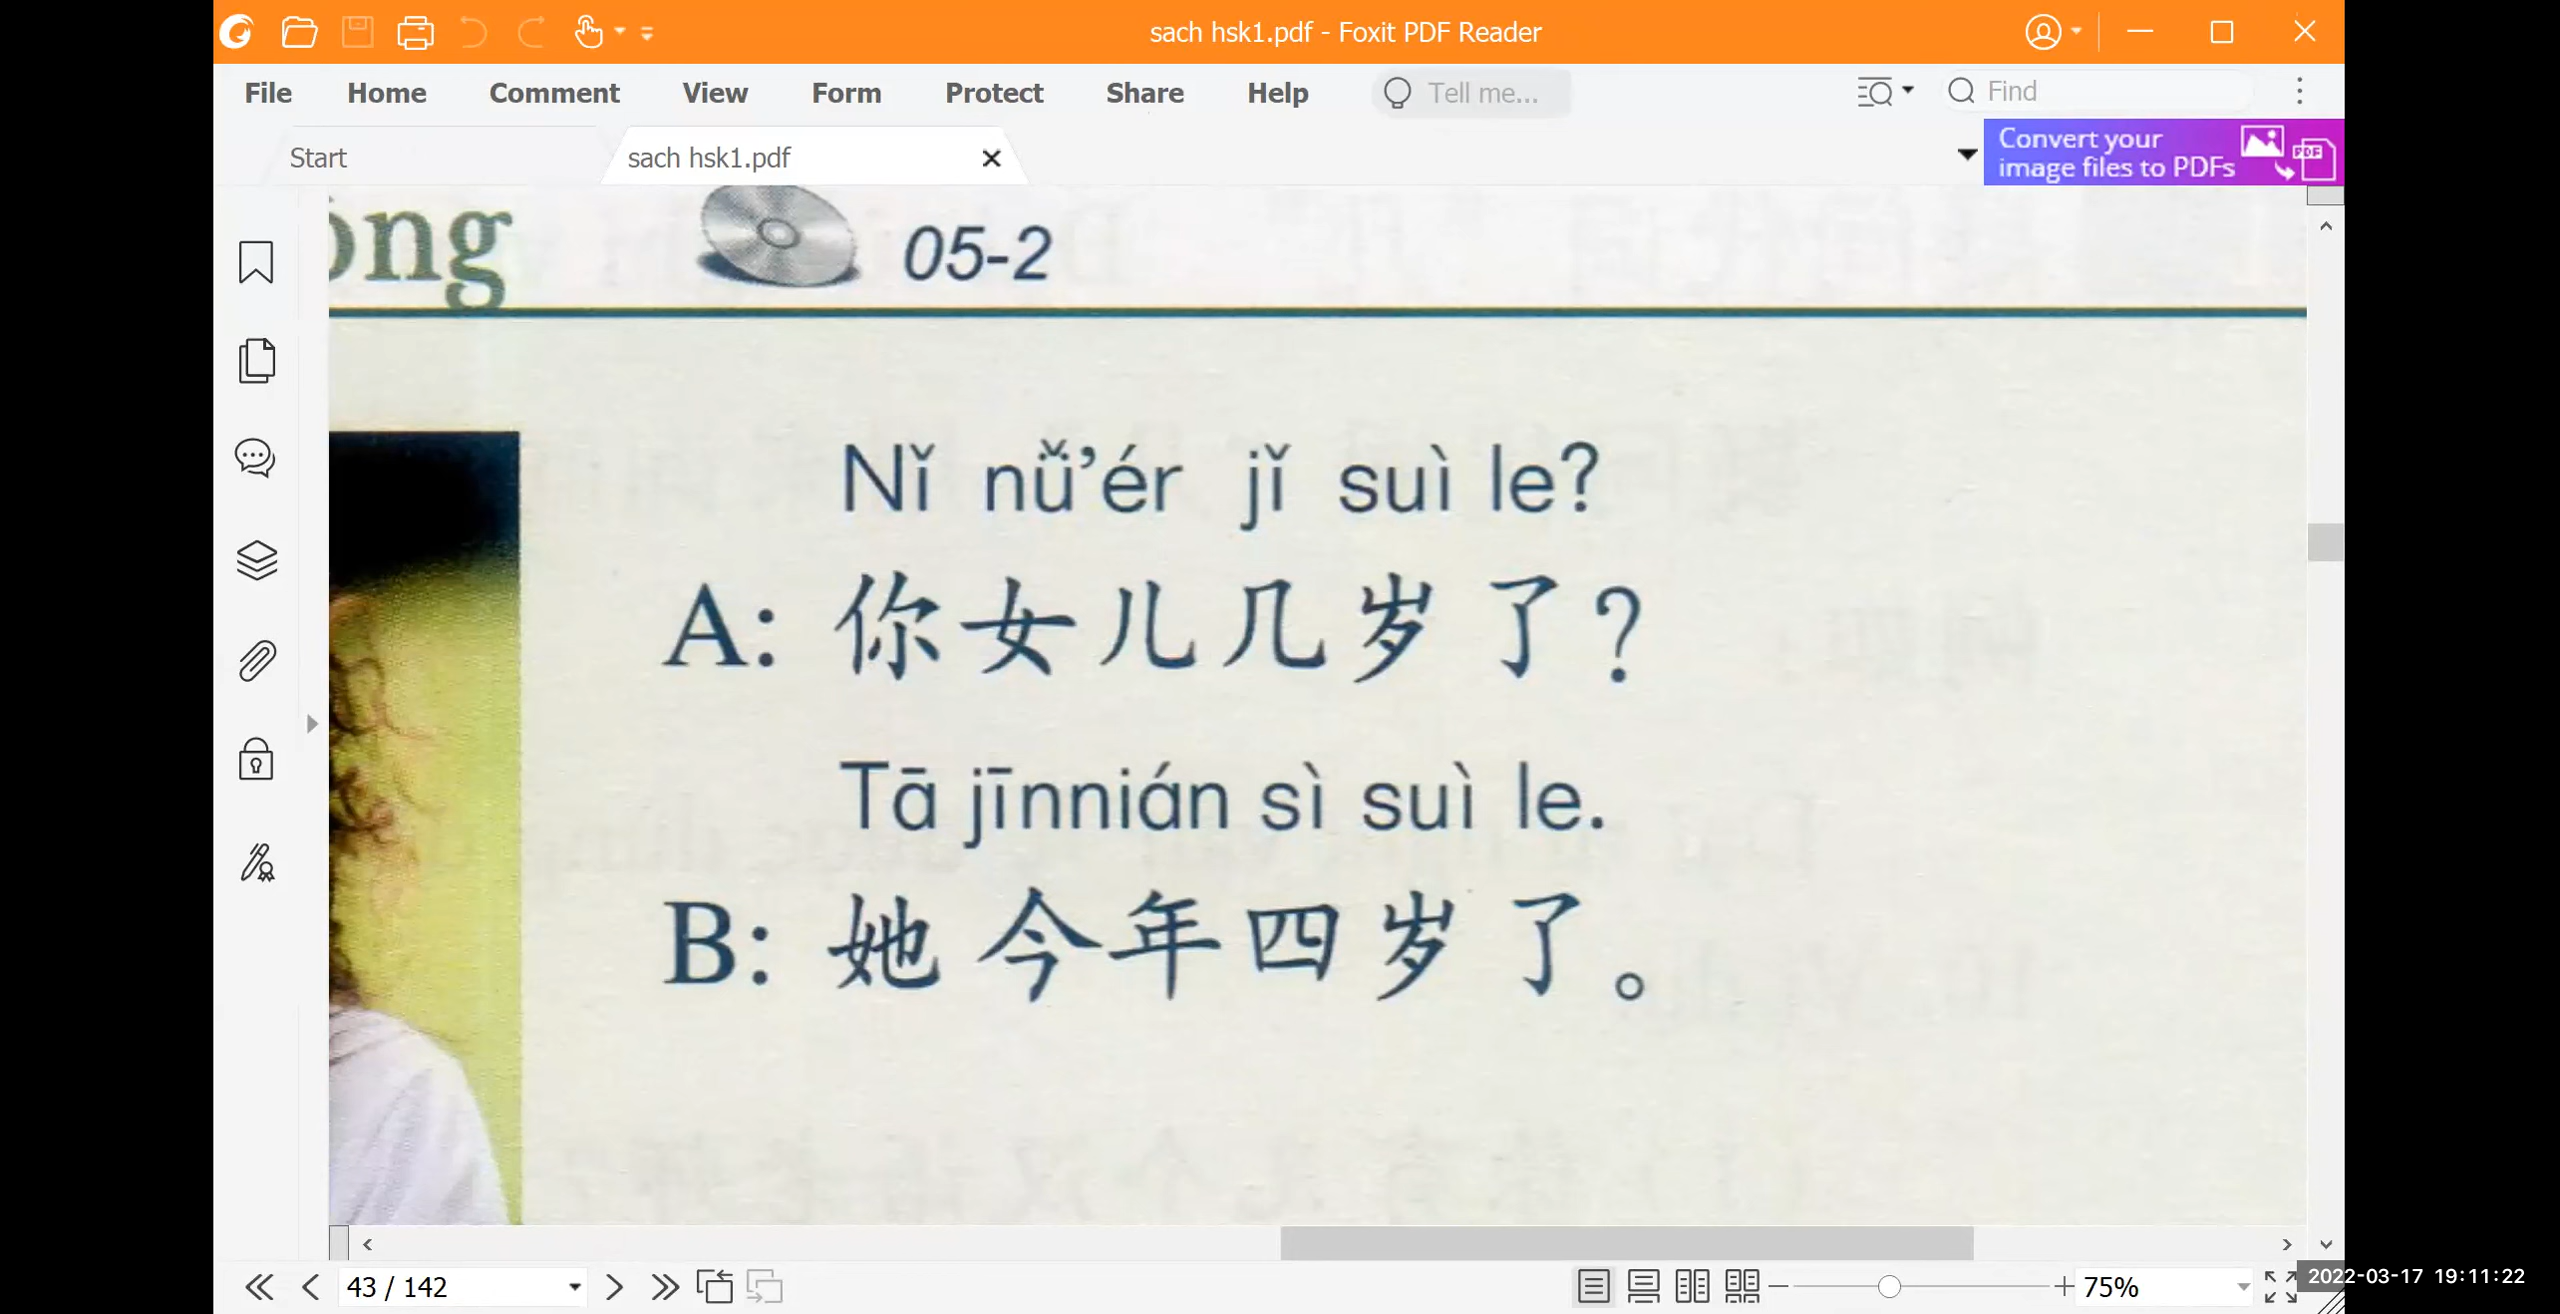 sach hsk1.pdf - Foxit PDF Reader
File Home Comment View Form Protect Share Help Tell me... Find
Start sach hsk1.pdf
Convert your
image files to PDFs
PDF
05-2
Nǐ nǚ’ér jǐ suì le?
A: 你女儿几岁了?
Tā jīnnián sì suì le.
B: 她今年四岁了。
43 / 142
75%
2022-03-17 19:11:22